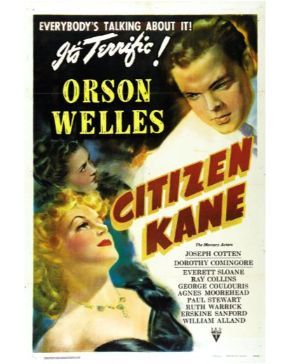 EVERYBODY'S TALKING ABOUT IT!
It's Terrific!
ORSON
WELLES
CITIZEN
KANE
The Mercury Actors
JOSEPH COTTEN
DOROTHY COMINGORE
EVERETT SLOANE
RAY COLLINS
GEORGE COULOURIS
AGNES MOOREHEAD
PAUL STEWART
RUTH WARRICK
ERSKINE SANFORD
WILLIAM ALLAND